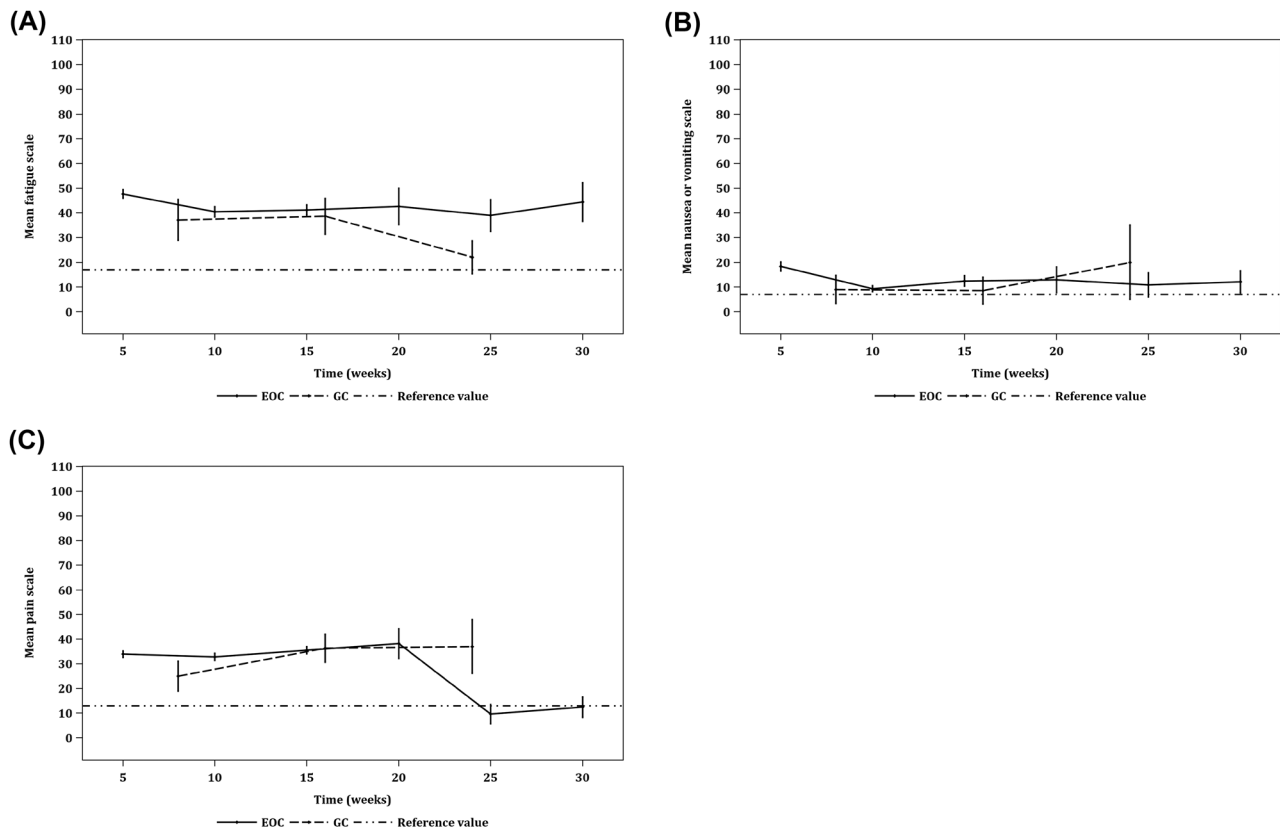 (A)
110
100
90
80
70
60
50
40
30
20
10
0
Mean fatigue scale
5 10 15 20 25 30
Time (weeks)
EOC GC Reference value
(B)
110
100
90
80
70
60
50
40
30
20
10
0
Mean nausea or vomiting scale
5 10 15 20 25 30
Time (weeks)
EOC GC Reference value
(C)
110
100
90
80
70
60
50
40
30
20
10
0
Mean pain scale
5 10 15 20 25 30
Time (weeks)
EOC GC Reference value